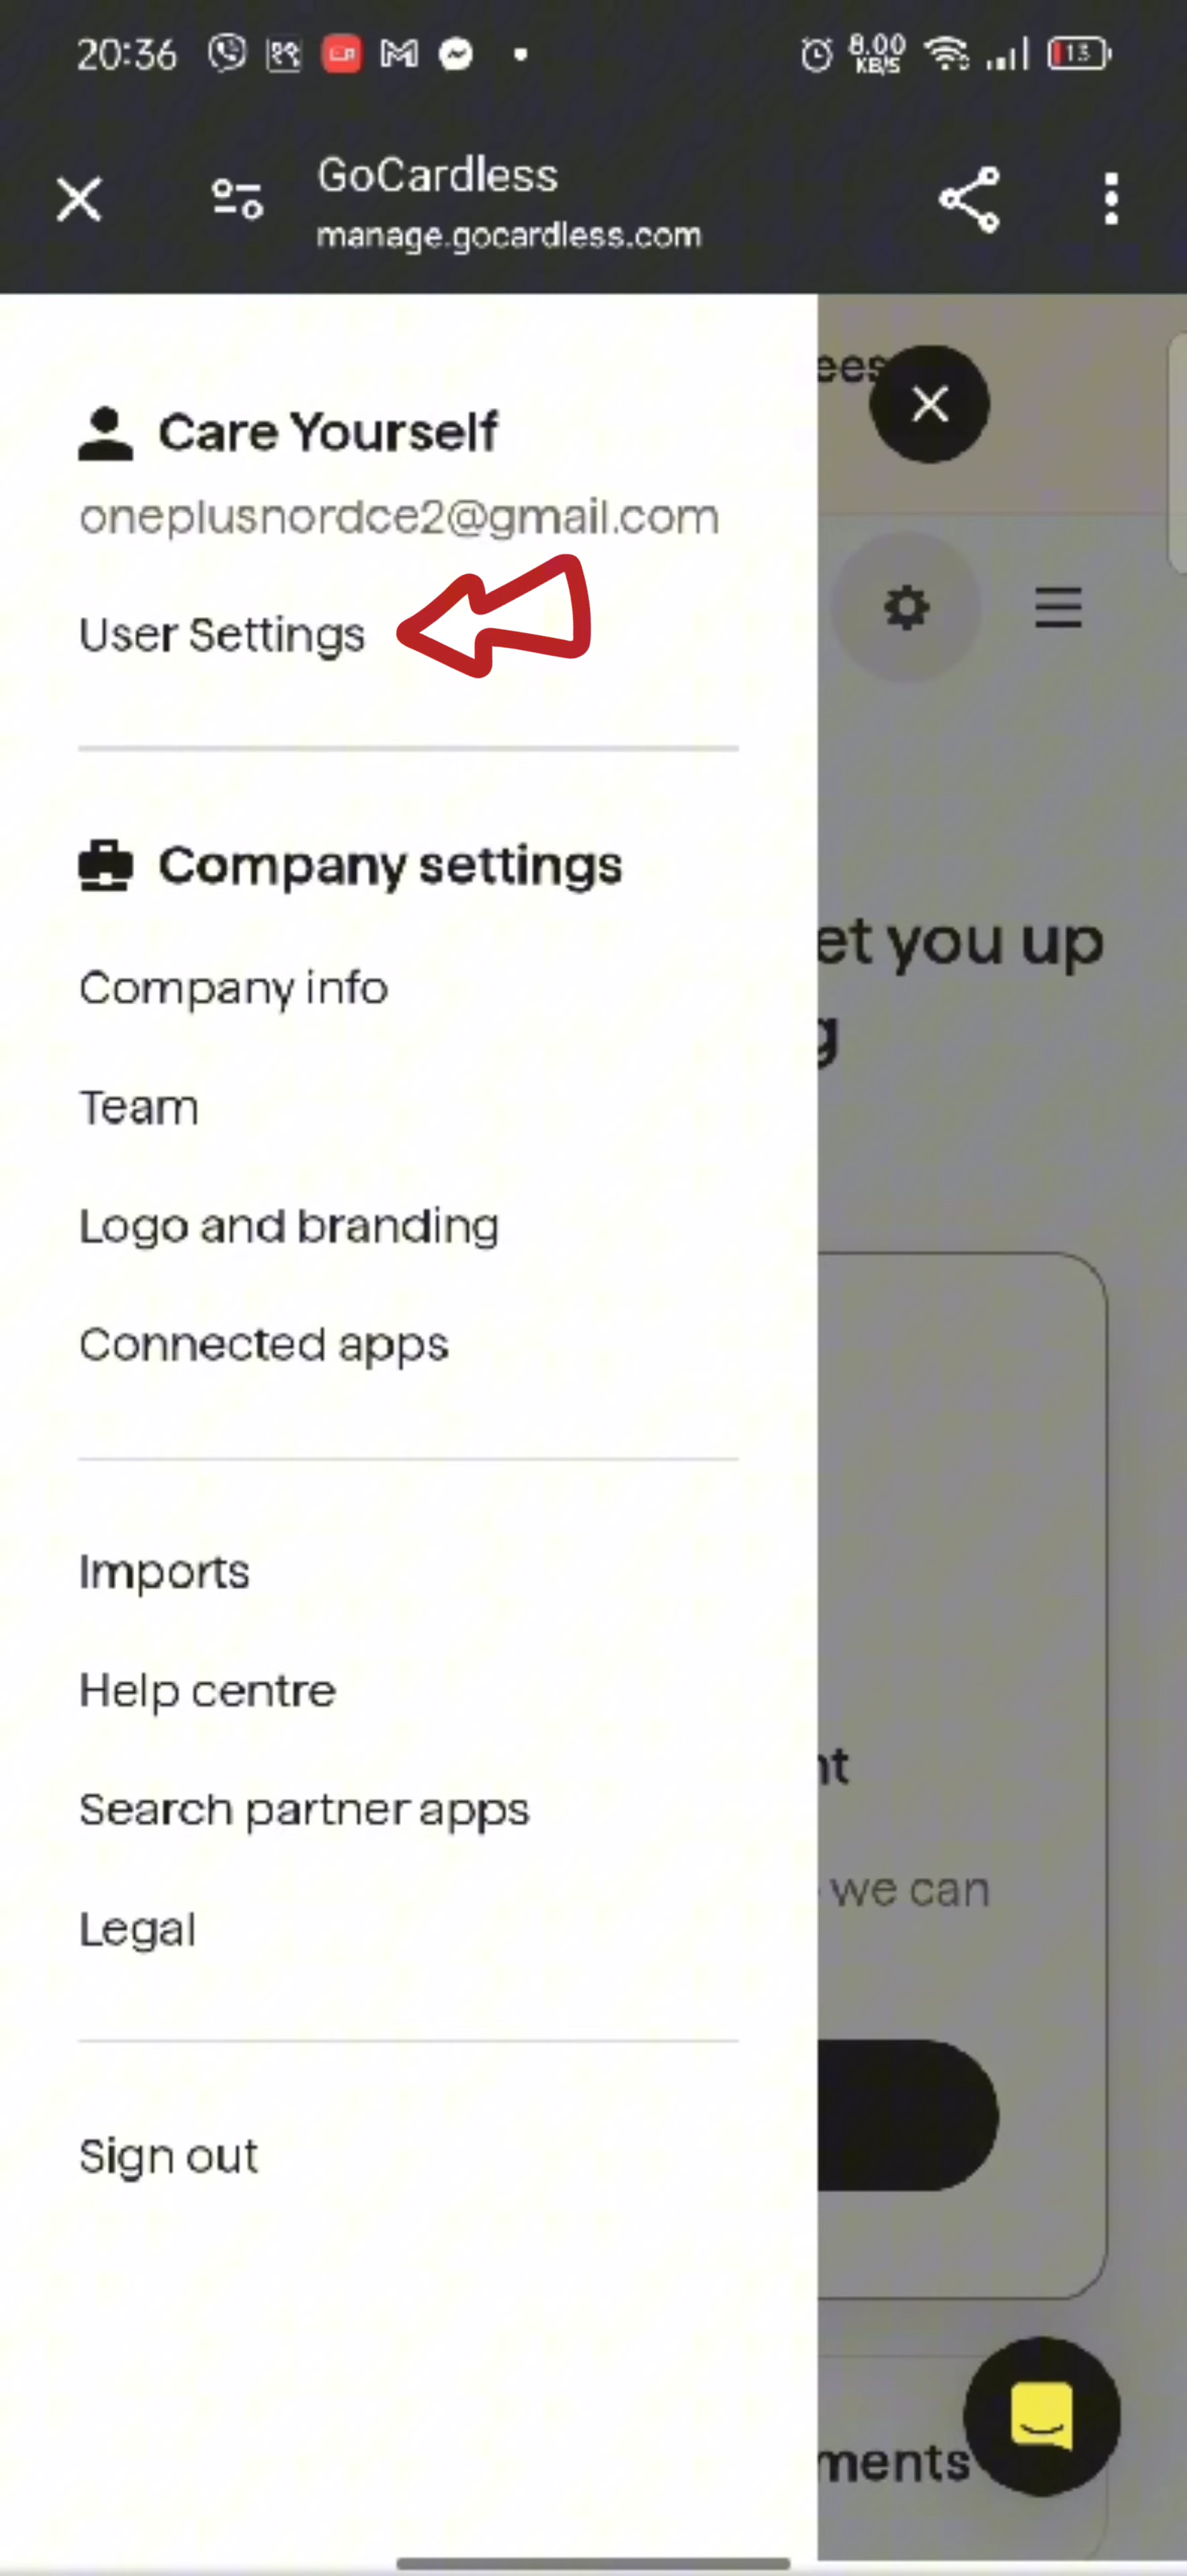 20:36
8.00
KB/S
13
GoCardless
manage.gocardless.com
Care Yourself
ees
oneplusnordce2@gmail.com
User Settings
Company settings
et you up
Company info
g
Team
Logo and branding
Connected apps
Imports
Help centre
nt
Search partner apps
we can
Legal
Sign out
ments